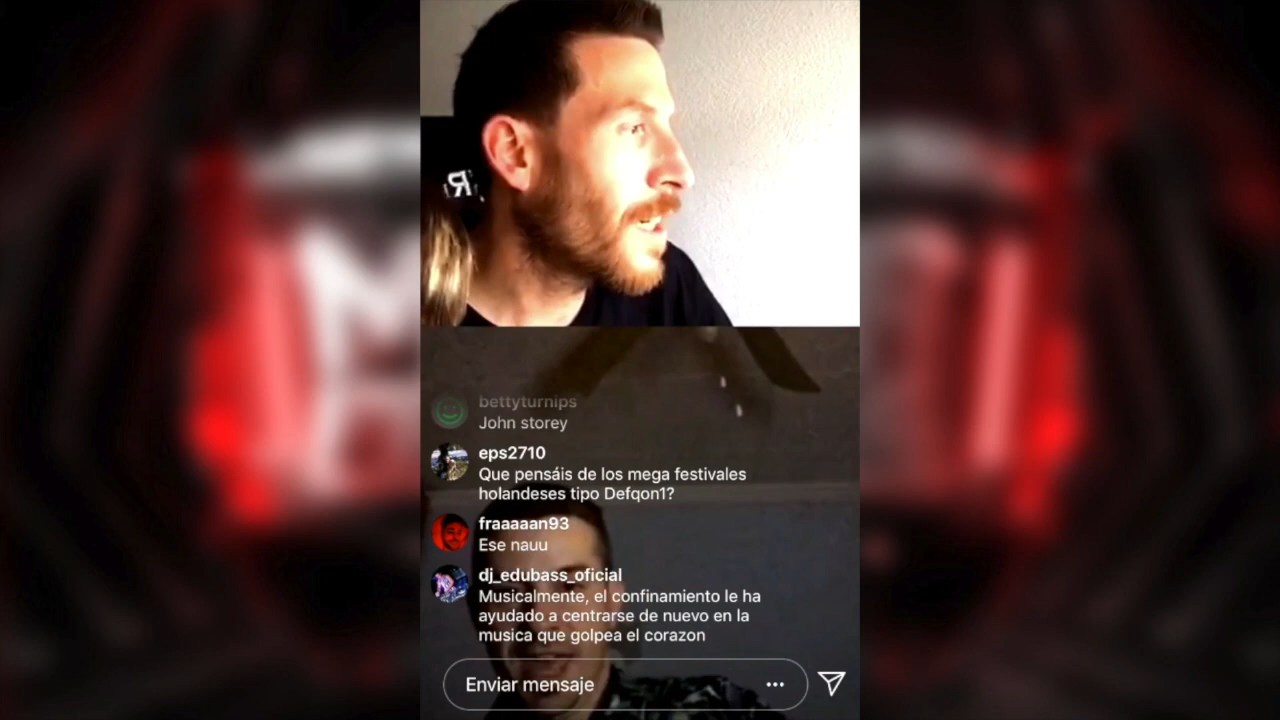 bettyturnips
John storey
eps2710
Que pensáis de los mega festivales
holandeses tipo Defqon1?
fraaaaan93
Ese nauu
dj_edubass_oficial
Musicalmente, el confinamiento le ha
ayudado a centrarse de nuevo en la
musica que golpea el corazon
Enviar mensaje